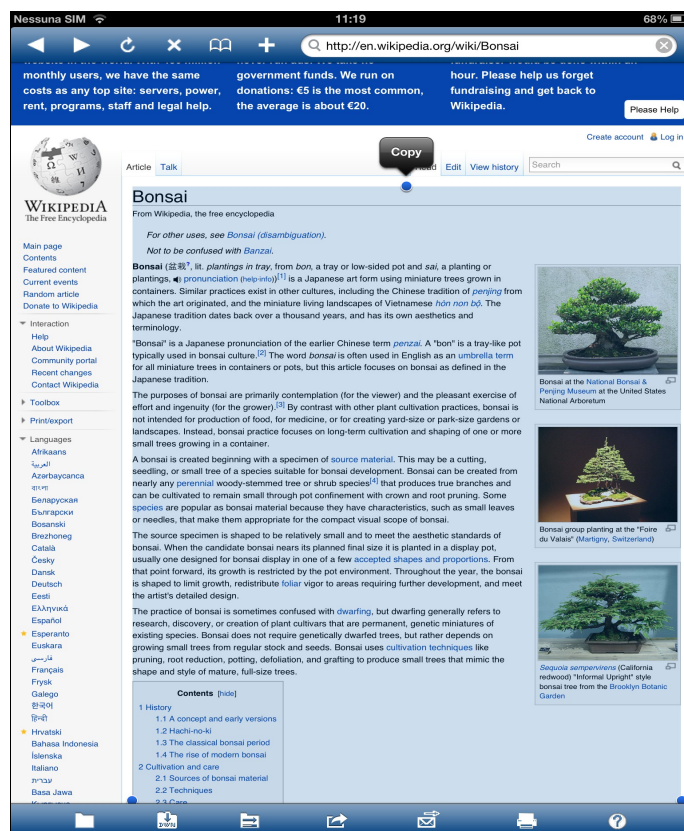 Nessuna SIM
11:19
68%
http://en.wikipedia.org/wiki/Bonsai
monthly users, we have the same
costs as any top site: servers, power,
rent, programs, staff and legal help.
government funds. We run on
donations: €5 is the most common,
the average is about €20.
hour. Please help us forget
fundraising and get back to
Wikipedia.
Please Help
Create account Log in
Copy
Article Talk
Edit View history Search
WIKIPEDIA
The Free Encyclopedia
Main page
Contents
Featured content
Current events
Random article
Donate to Wikipedia
Interaction
Help
About Wikipedia
Community portal
Recent changes
Contact Wikipedia
Toolbox
Print/export
Languages
Afrikaans
العربية
Azərbaycanca
বাংলা
Беларуская
Български
Bosanski
Brezhoneg
Català
Česky
Dansk
Deutsch
Eesti
Ελληνικά
Español
Esperanto
Euskara
فارسی
Français
Frysk
Galego
한국어
हिन्दी
Hrvatski
Bahasa Indonesia
Íslenska
Italiano
עברית
Basa Jawa
Bonsai
From Wikipedia, the free encyclopedia
For other uses, see Bonsai (disambiguation).
Not to be confused with Banzai.
Bonsai (盆栽?, lit. plantings in tray, from bon, a tray or low-sided pot and sai, a planting or
plantings, pronunciation (help·info))[1] is a Japanese art form using miniature trees grown in
containers. Similar practices exist in other cultures, including the Chinese tradition of penjing from
which the art originated, and the miniature living landscapes of Vietnamese hòn non bộ. The
Japanese tradition dates back over a thousand years, and has its own aesthetics and
terminology.
"Bonsai" is a Japanese pronunciation of the earlier Chinese term penzai. A "bon" is a tray-like pot
typically used in bonsai culture.[2] The word bonsai is often used in English as an umbrella term
for all miniature trees in containers or pots, but this article focuses on bonsai as defined in the
Japanese tradition.
The purposes of bonsai are primarily contemplation (for the viewer) and the pleasant exercise of
effort and ingenuity (for the grower).[3] By contrast with other plant cultivation practices, bonsai is
not intended for production of food, for medicine, or for creating yard-size or park-size gardens or
landscapes. Instead, bonsai practice focuses on long-term cultivation and shaping of one or more
small trees growing in a container.
A bonsai is created beginning with a specimen of source material. This may be a cutting,
seedling, or small tree of a species suitable for bonsai development. Bonsai can be created from
nearly any perennial woody-stemmed tree or shrub species[4] that produces true branches and
can be cultivated to remain small through pot confinement with crown and root pruning. Some
species are popular as bonsai material because they have characteristics, such as small leaves
or needles, that make them appropriate for the compact visual scope of bonsai.
The source specimen is shaped to be relatively small and to meet the aesthetic standards of
bonsai. When the candidate bonsai nears its planned final size it is planted in a display pot,
usually one designed for bonsai display in one of a few accepted shapes and proportions. From
that point forward, its growth is restricted by the pot environment. Throughout the year, the bonsai
is shaped to limit growth, redistribute foliar vigor to areas requiring further development, and meet
the artist's detailed design.
The practice of bonsai is sometimes confused with dwarfing, but dwarfing generally refers to
research, discovery, or creation of plant cultivars that are permanent, genetic miniatures of
existing species. Bonsai does not require genetically dwarfed trees, but rather depends on
growing small trees from regular stock and seeds. Bonsai uses cultivation techniques like
pruning, root reduction, potting, defoliation, and grafting to produce small trees that mimic the
shape and style of mature, full-size trees.
Contents [hide]
1 History
1.1 A concept and early versions
1.2 Hachi-no-ki
1.3 The classical bonsai period
1.4 The rise of modern bonsai
2 Cultivation and care
2.1 Sources of bonsai material
2.2 Techniques
2.3 Care
Bonsai at the National Bonsai &
Penjing Museum at the United States
National Arboretum
Bonsai group planting at the "Foire
du Valais" (Martigny, Switzerland)
Sequoia sempervirens (California
redwood) "Informal Upright" style
bonsai tree from the Brooklyn Botanic
Garden
DWN